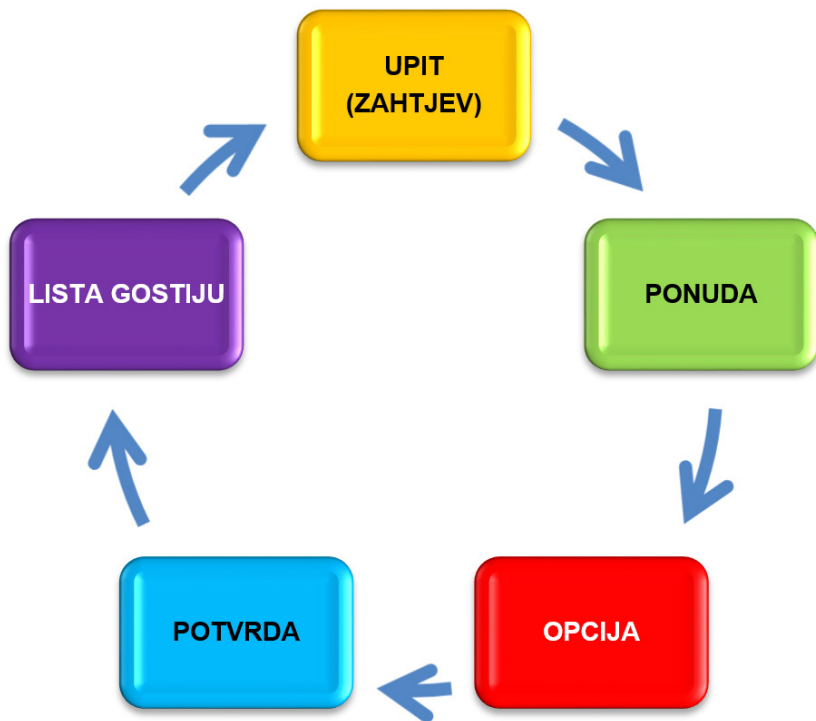 UPIT
(ZAHTJEV)
PONUDA
OPCIJA
POTVRDA
LISTA GOSTIJU